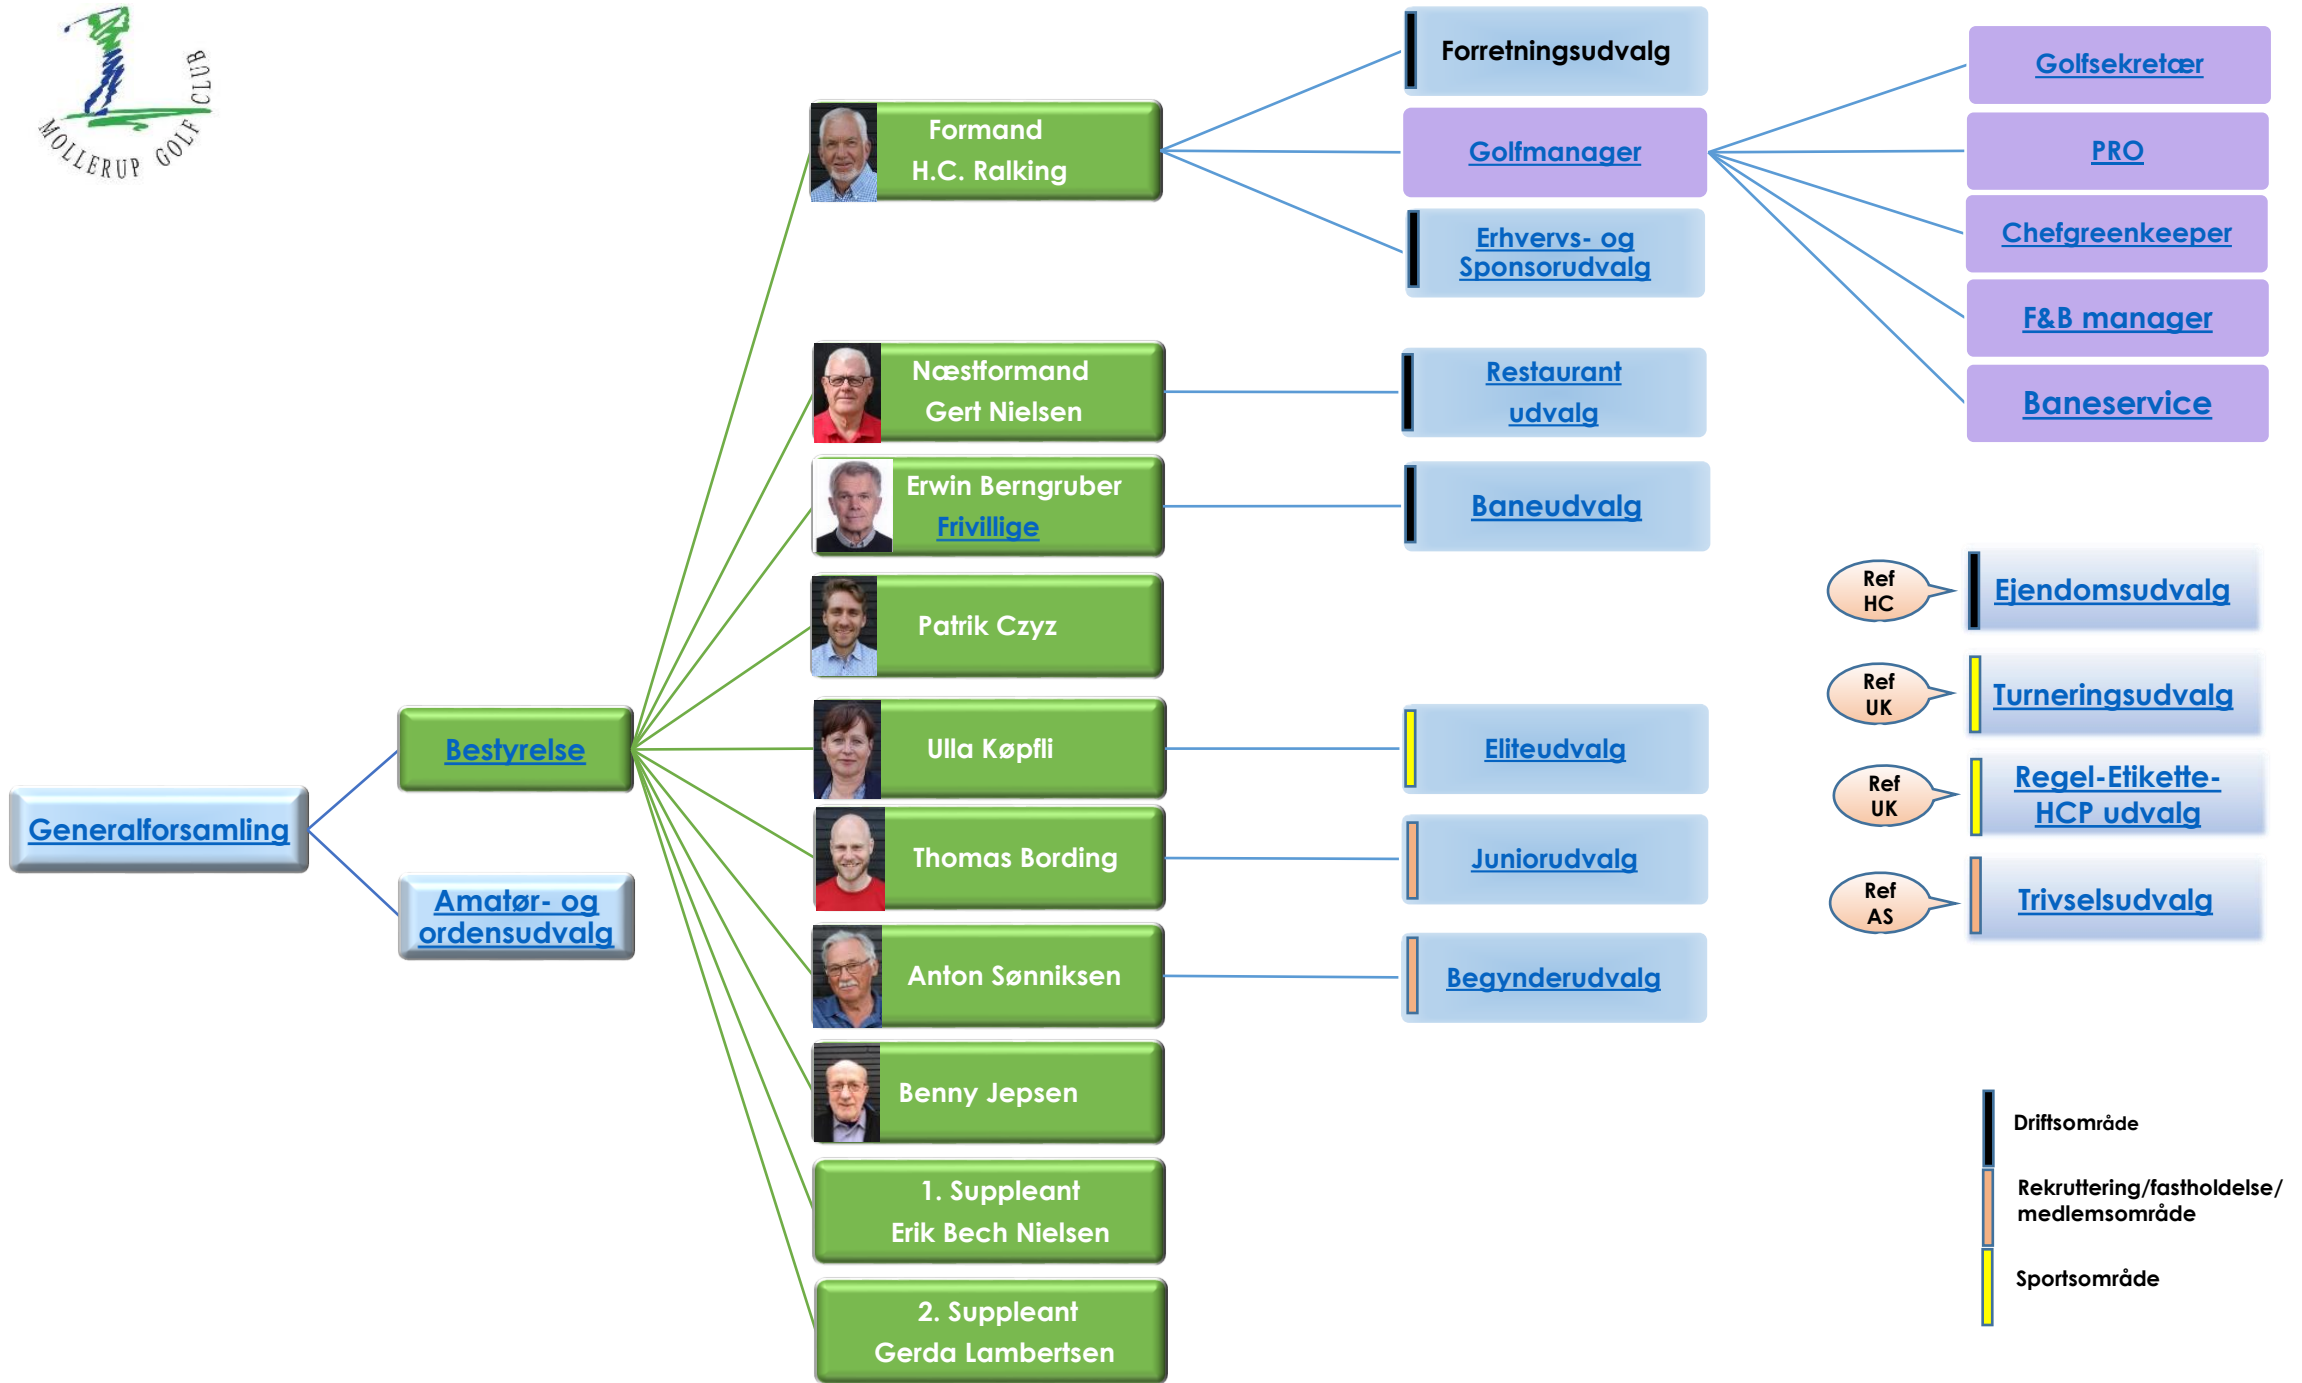 MOLLERUP GOLF CLUB
Generalforsamling
Bestyrelse
Amatør- og
ordensudvalg
Formand
H.C. Ralking
Næstformand
Gert Nielsen
Erwin Berngruber
Frivillige
Patrik Czyz
Ulla Køpfli
Thomas Bording
Anton Sønniksen
Benny Jepsen
1. Suppleant
Erik Bech Nielsen
2. Suppleant
Gerda Lambertsen
Forretningsudvalg
Golfmanager
Erhvervs- og
Sponsorudvalg
Restaurant
udvalg
Baneudvalg
Eliteudvalg
Juniorudvalg
Begynderudvalg
Golfsekretær
PRO
Chefgreenkeeper
F&B manager
Baneservice
Ref
HC
Ejendomsudvalg
Ref
UK
Turneringsudvalg
Ref
UK
Regel-Etikette-
HCP udvalg
Ref
AS
Trivselsudvalg
Driftsområde
Rekruttering/fastholdelse/
medlemsområde
Sportsområde